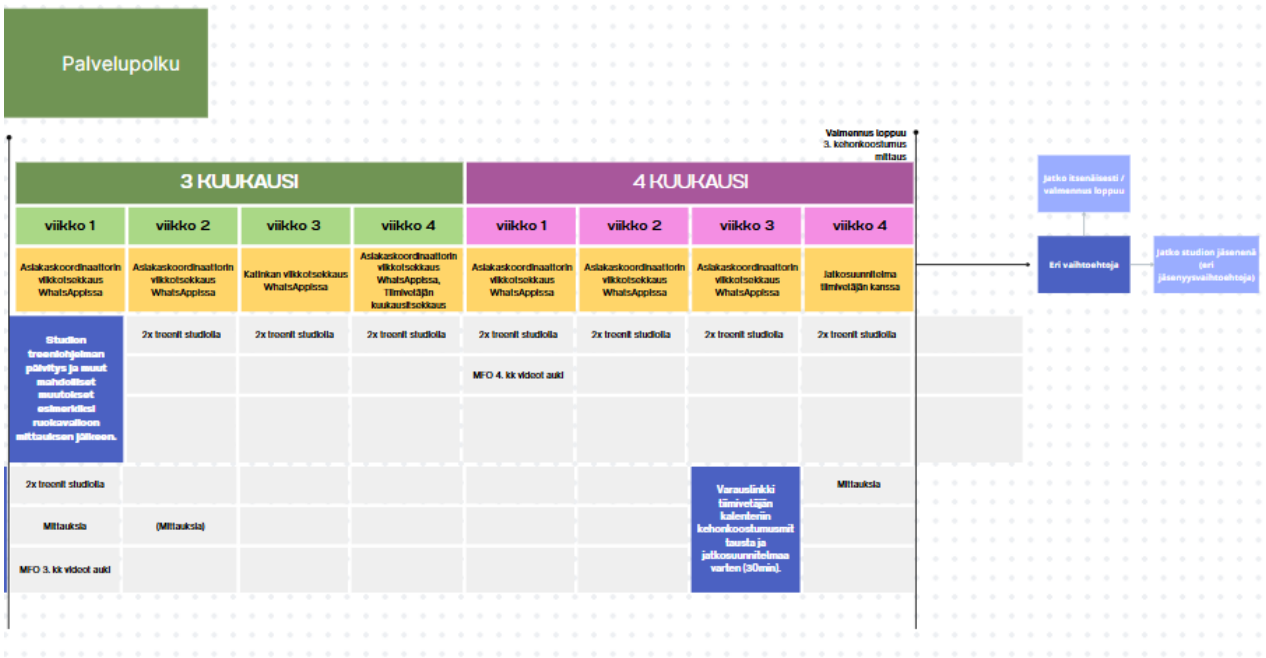 Palvelupolku
Valmennus loppuu
3. kehonkoostumus
mittaus
3 KUUKAUSI
4 KUUKAUSI
viikko 1
viikko 2
viikko 3
viikko 4
viikko 1
viikko 2
viikko 3
viikko 4
Asiakaskoordinaattorin
viikkotsekkaus
WhatsAppissa
Asiakaskoordinaattorin
viikkotsekkaus
WhatsAppissa
Katinkan viikkotsekkaus
WhatsAppissa
Asiakaskoordinaattorin
viikkotsekkaus
WhatsAppissa,
Tiimivetäjän
kuukausitsekkaus
Asiakaskoordinaattorin
viikkotsekkaus
WhatsAppissa
Asiakaskoordinaattorin
viikkotsekkaus
WhatsAppissa
Asiakaskoordinaattorin
viikkotsekkaus
WhatsAppissa
Jatkosuunnitelma
tiimivetäjän kanssa
Studion
treeniohjelman
päivitys ja muut
mahdolliset
muutokset
esimerkiksi
ruokavalioon
mittauksen jälkeen.
2x treenit studiolla
2x treenit studiolla
2x treenit studiolla
2x treenit studiolla
2x treenit studiolla
2x treenit studiolla
2x treenit studiolla
MFO 4. kk videot auki
2x treenit studiolla
Mittauksia
(Mittauksia)
MFO 3. kk videot auki
Varauslinkki
tiimivetäjän
kalenteriin
kehonkoostumusmit
tausta ja
jatkosuunnitelmaa
varten (30min).
Mittauksia
Jatko itsenäisesti /
valmennus loppuu
Eri vaihtoehtoja
Jatko studion jäsenenä
(eri
jäsenyysvaihtoehtoja)